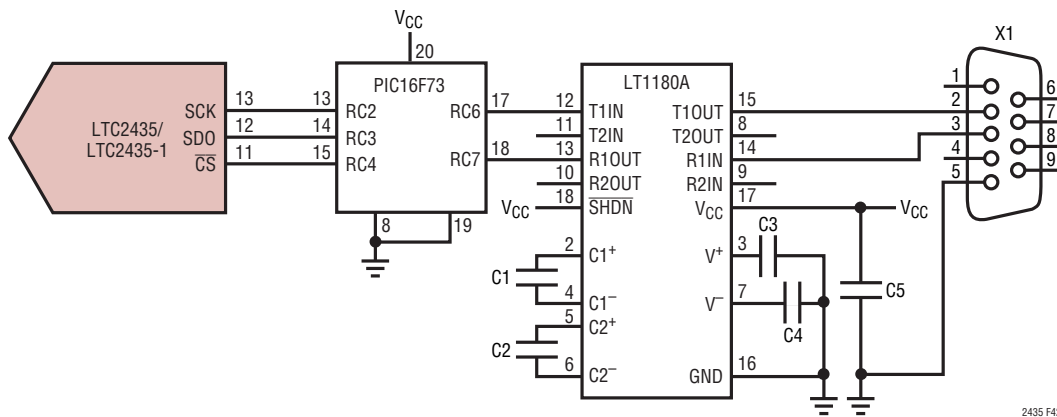 X1
VCC
20
PIC16F73
LT1180A
LTC2435/
LTC2435-1
SCK 13 13 RC2 RC6 17 12 T1IN T1OUT 15
SDO 12 14 RC3 11 T2IN T2OUT 8
CS 11 15 RC4 RC7 18 13 R1OUT R1IN 14
10 R2OUT R2IN 9
VCC 18 SHDN VCC 17 VCC
8 19
C1 2 C1+ V+ 3 C3
4 C1− V− 7 C4 C5
5 C2+
C2 6 C2− GND 16
1
2
3
4
5
6
7
8
9
2435 F42